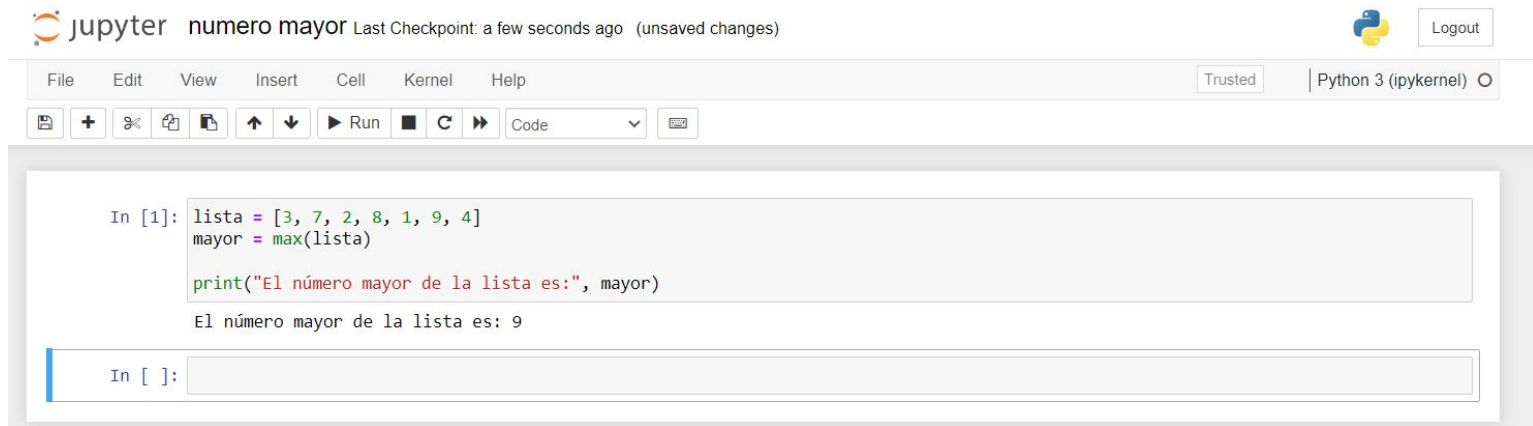 jupyter numero mayor Last Checkpoint: a few seconds ago (unsaved changes) Logout
File Edit View Insert Cell Kernel Help Trusted Python 3 (ipykernel)
Run Code
In [1]: lista = [3, 7, 2, 8, 1, 9, 4]
mayor = max(lista)
print("El número mayor de la lista es:", mayor)
El número mayor de la lista es: 9
In [ ]: